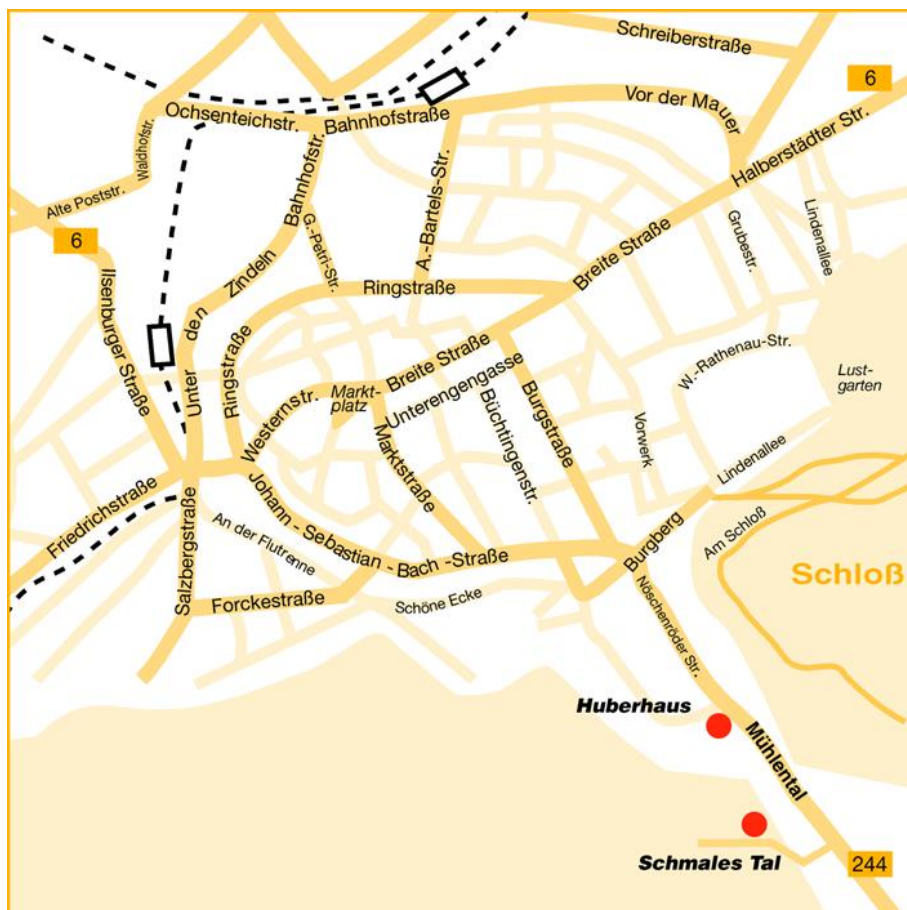 Schreiberstraße
6
Vor der Mauer
Ochsenteichstr.
Bahnhofstraße
Halberstädter Str.
Waldhofstr.
Alte Poststr.
Bahnhofstr.
A.-Bartels-Str.
G.-Petri-Str.
Grubestr.
Lindenallee
6
Ilsenburger Straße
Unter den Zindeln
Ringstraße
Ringstraße
Breite Straße
Breite Straße
W.-Rathenau-Str.
Lust-
garten
Markt-
platz
Westernstr.
Unterengengasse
Marktstraße
Büchtingenstr.
Burgstraße
Vorwerk
Lindenallee
Friedrichstraße
Salzbergstraße
An der Flutrenne
Johann - Sebastian - Bach -Straße
Burgberg
Am Schloß
Schloß
Forckestraße
Schöne Ecke
Nöschenröder Str.
Huberhaus
Mühlental
Schmales Tal
244